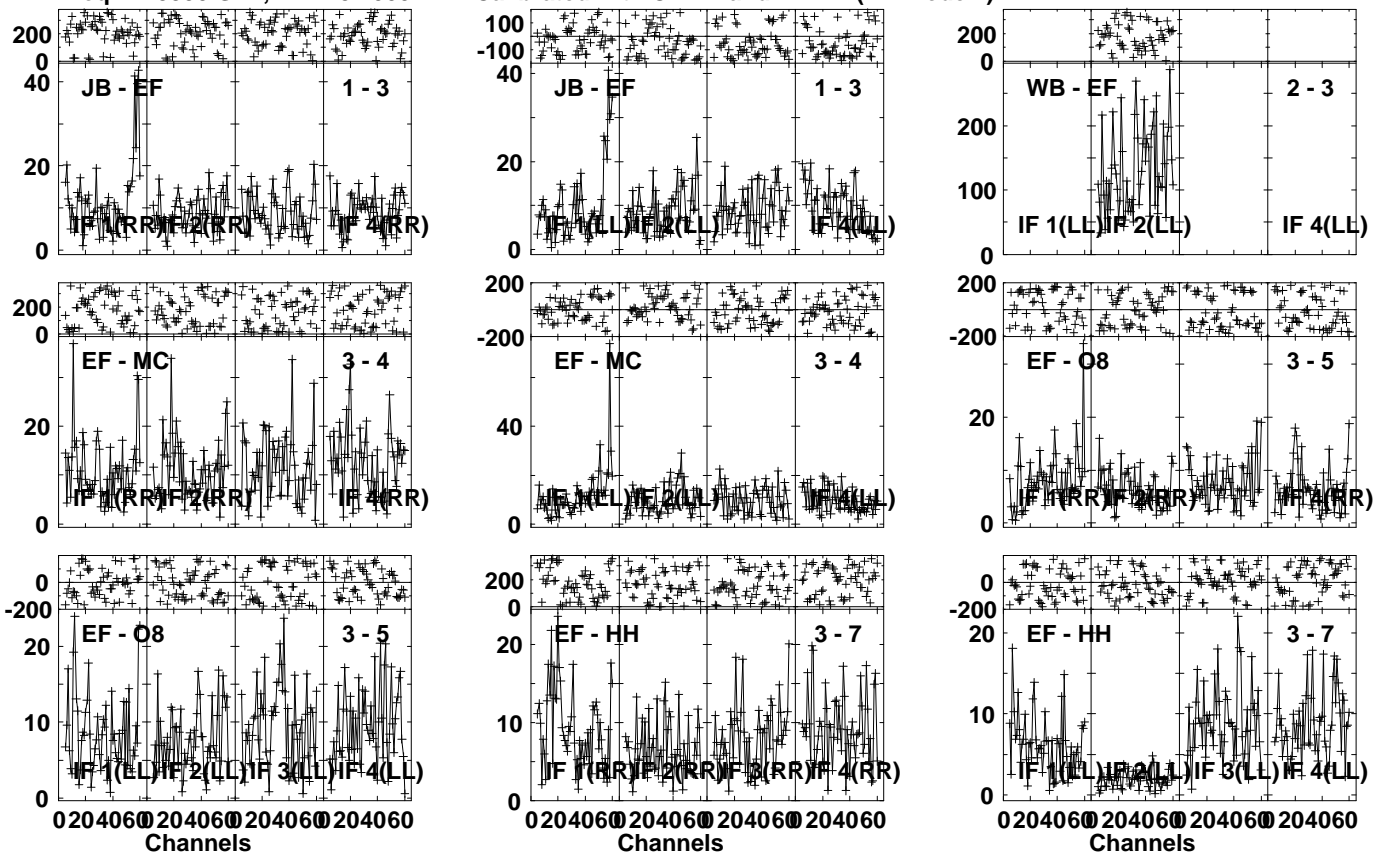 200
0
JB - EF 1 - 3
40
20
0
IF 1(RR) IF 2(RR) IF 4(RR)
100
-100
JB - EF 1 - 3
40
20
0
IF 1(LL) IF 2(LL) IF 4(LL)
200
0
WB - EF 2 - 3
200
100
0
IF 1(LL) IF 2(LL) IF 4(LL)
200
0
EF - MC 3 - 4
20
0
IF 1(RR) IF 2(RR) IF 4(RR)
200
-200
EF - MC 3 - 4
40
0
IF 1(LL) IF 2(LL) IF 4(LL)
200
-200
EF - O8 3 - 5
20
0
IF 1(RR) IF 2(RR) IF 4(RR)
0
-200
EF - O8 3 - 5
20
10
0
IF 1(LL) IF 2(LL) IF 3(LL) IF 4(LL)
0 20 40 60 0 20 40 60 0 20 40 60 0 20 40 60
Channels
200
0
EF - HH 3 - 7
20
10
0
IF 1(RR) IF 2(RR) IF 3(RR) IF 4(RR)
0 20 40 60 0 20 40 60 0 20 40 60 0 20 40 60
Channels
0
-200
EF - HH 3 - 7
20
10
0
IF 1(LL) IF 2(LL) IF 3(LL) IF 4(LL)
0 20 40 60 0 20 40 60 0 20 40 60 0 20 40 60
Channels